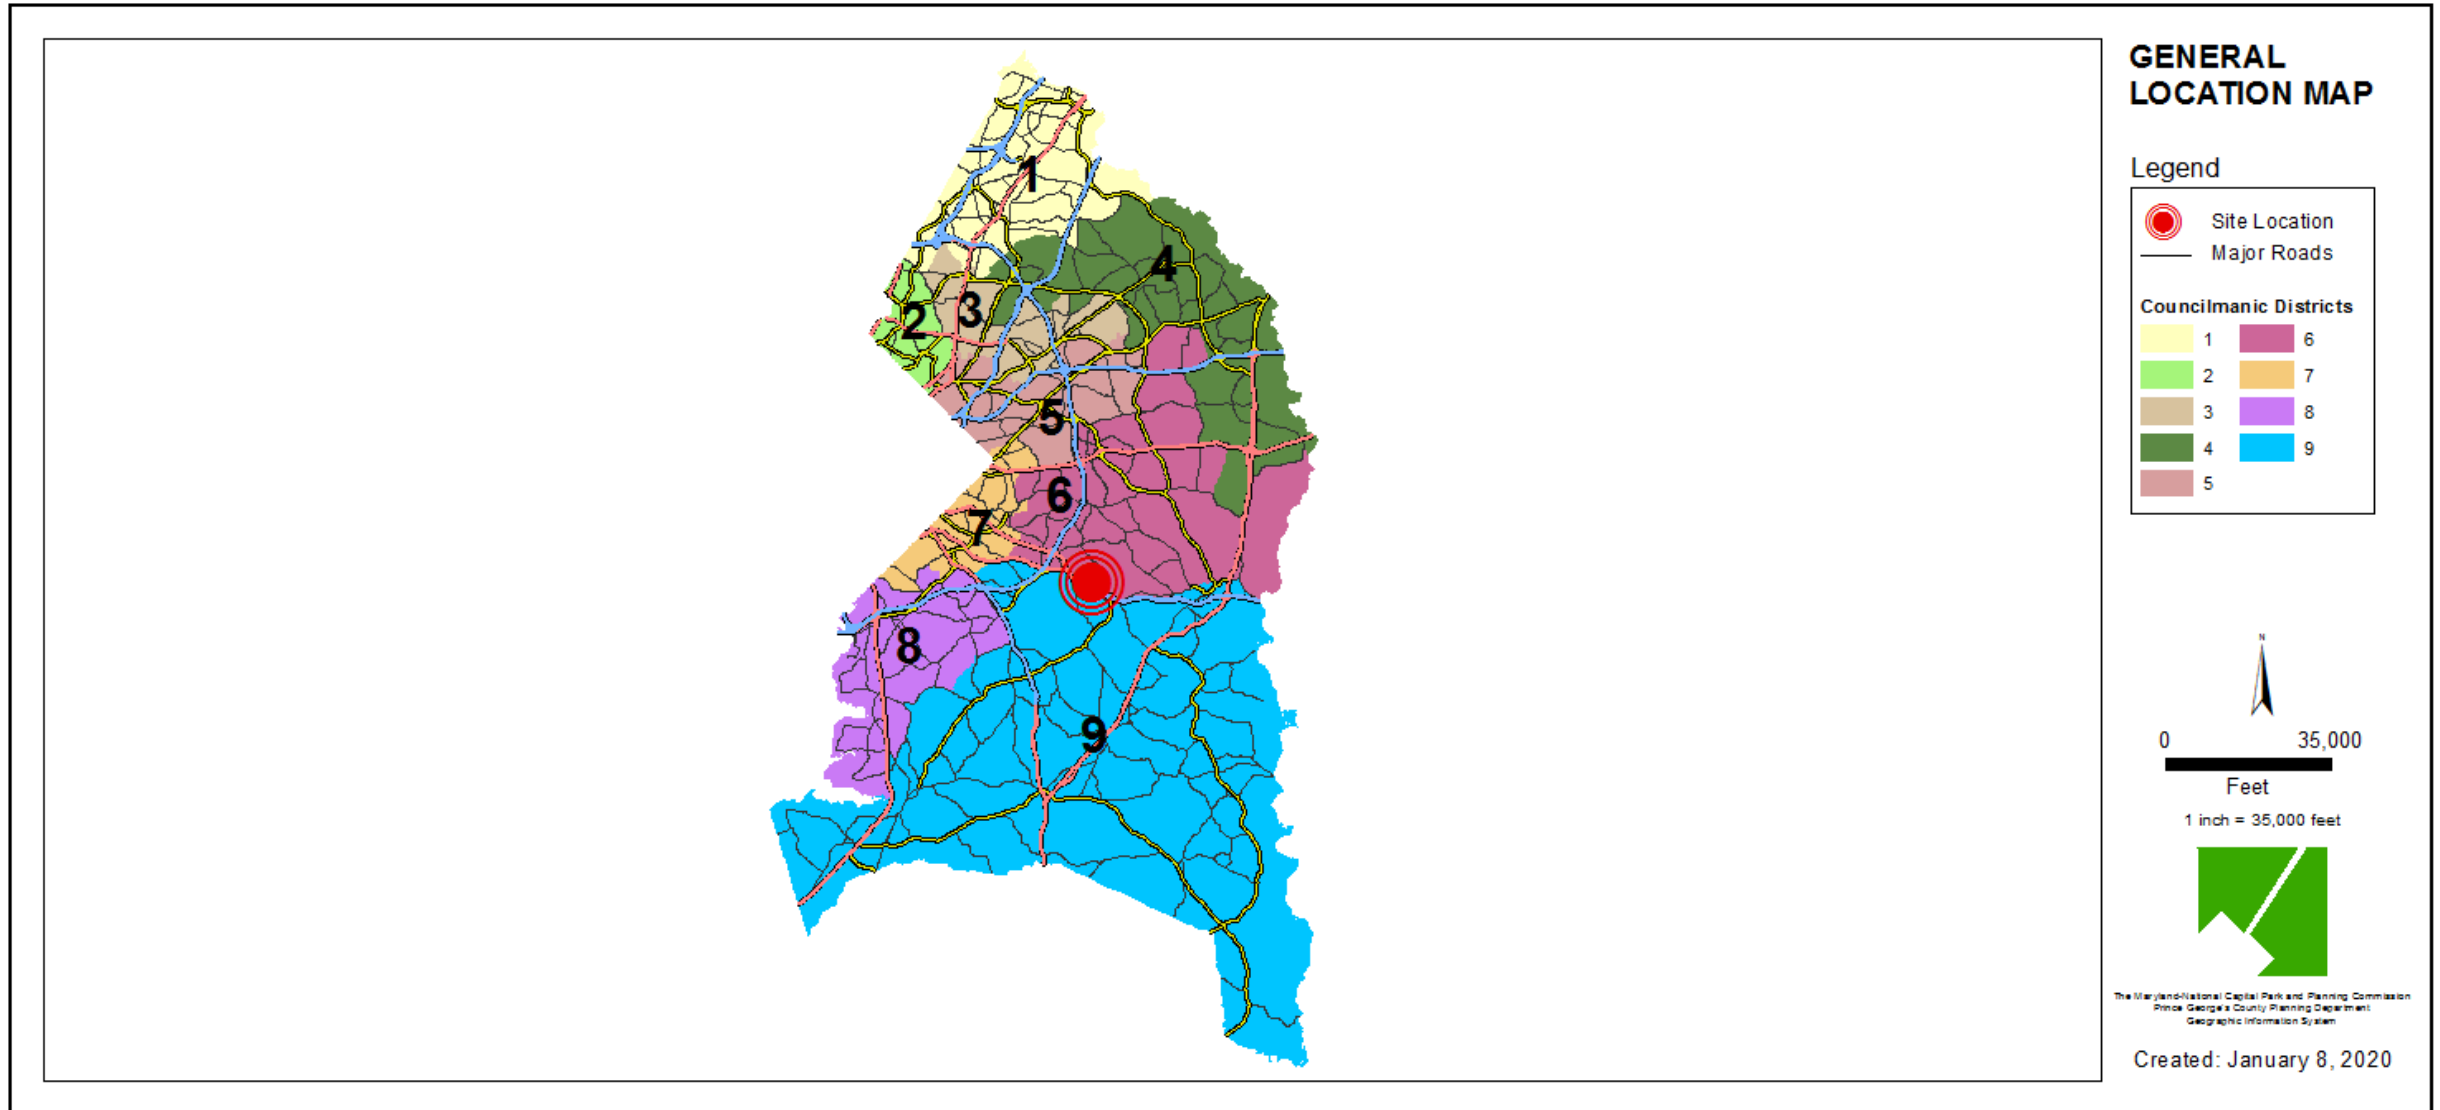 GENERAL
LOCATION MAP
Legend
Site Location
Major Roads
Councilmanic Districts
1 6
2 7
3 8
4 9
5
1
4
2
3
5
6
7
8
9
N
0 35,000
Feet
1 inch = 35,000 feet
The Maryland-National Capital Park and Planning Commission
Prince George's County Planning Department
Geographic Information System
Created: January 8, 2020